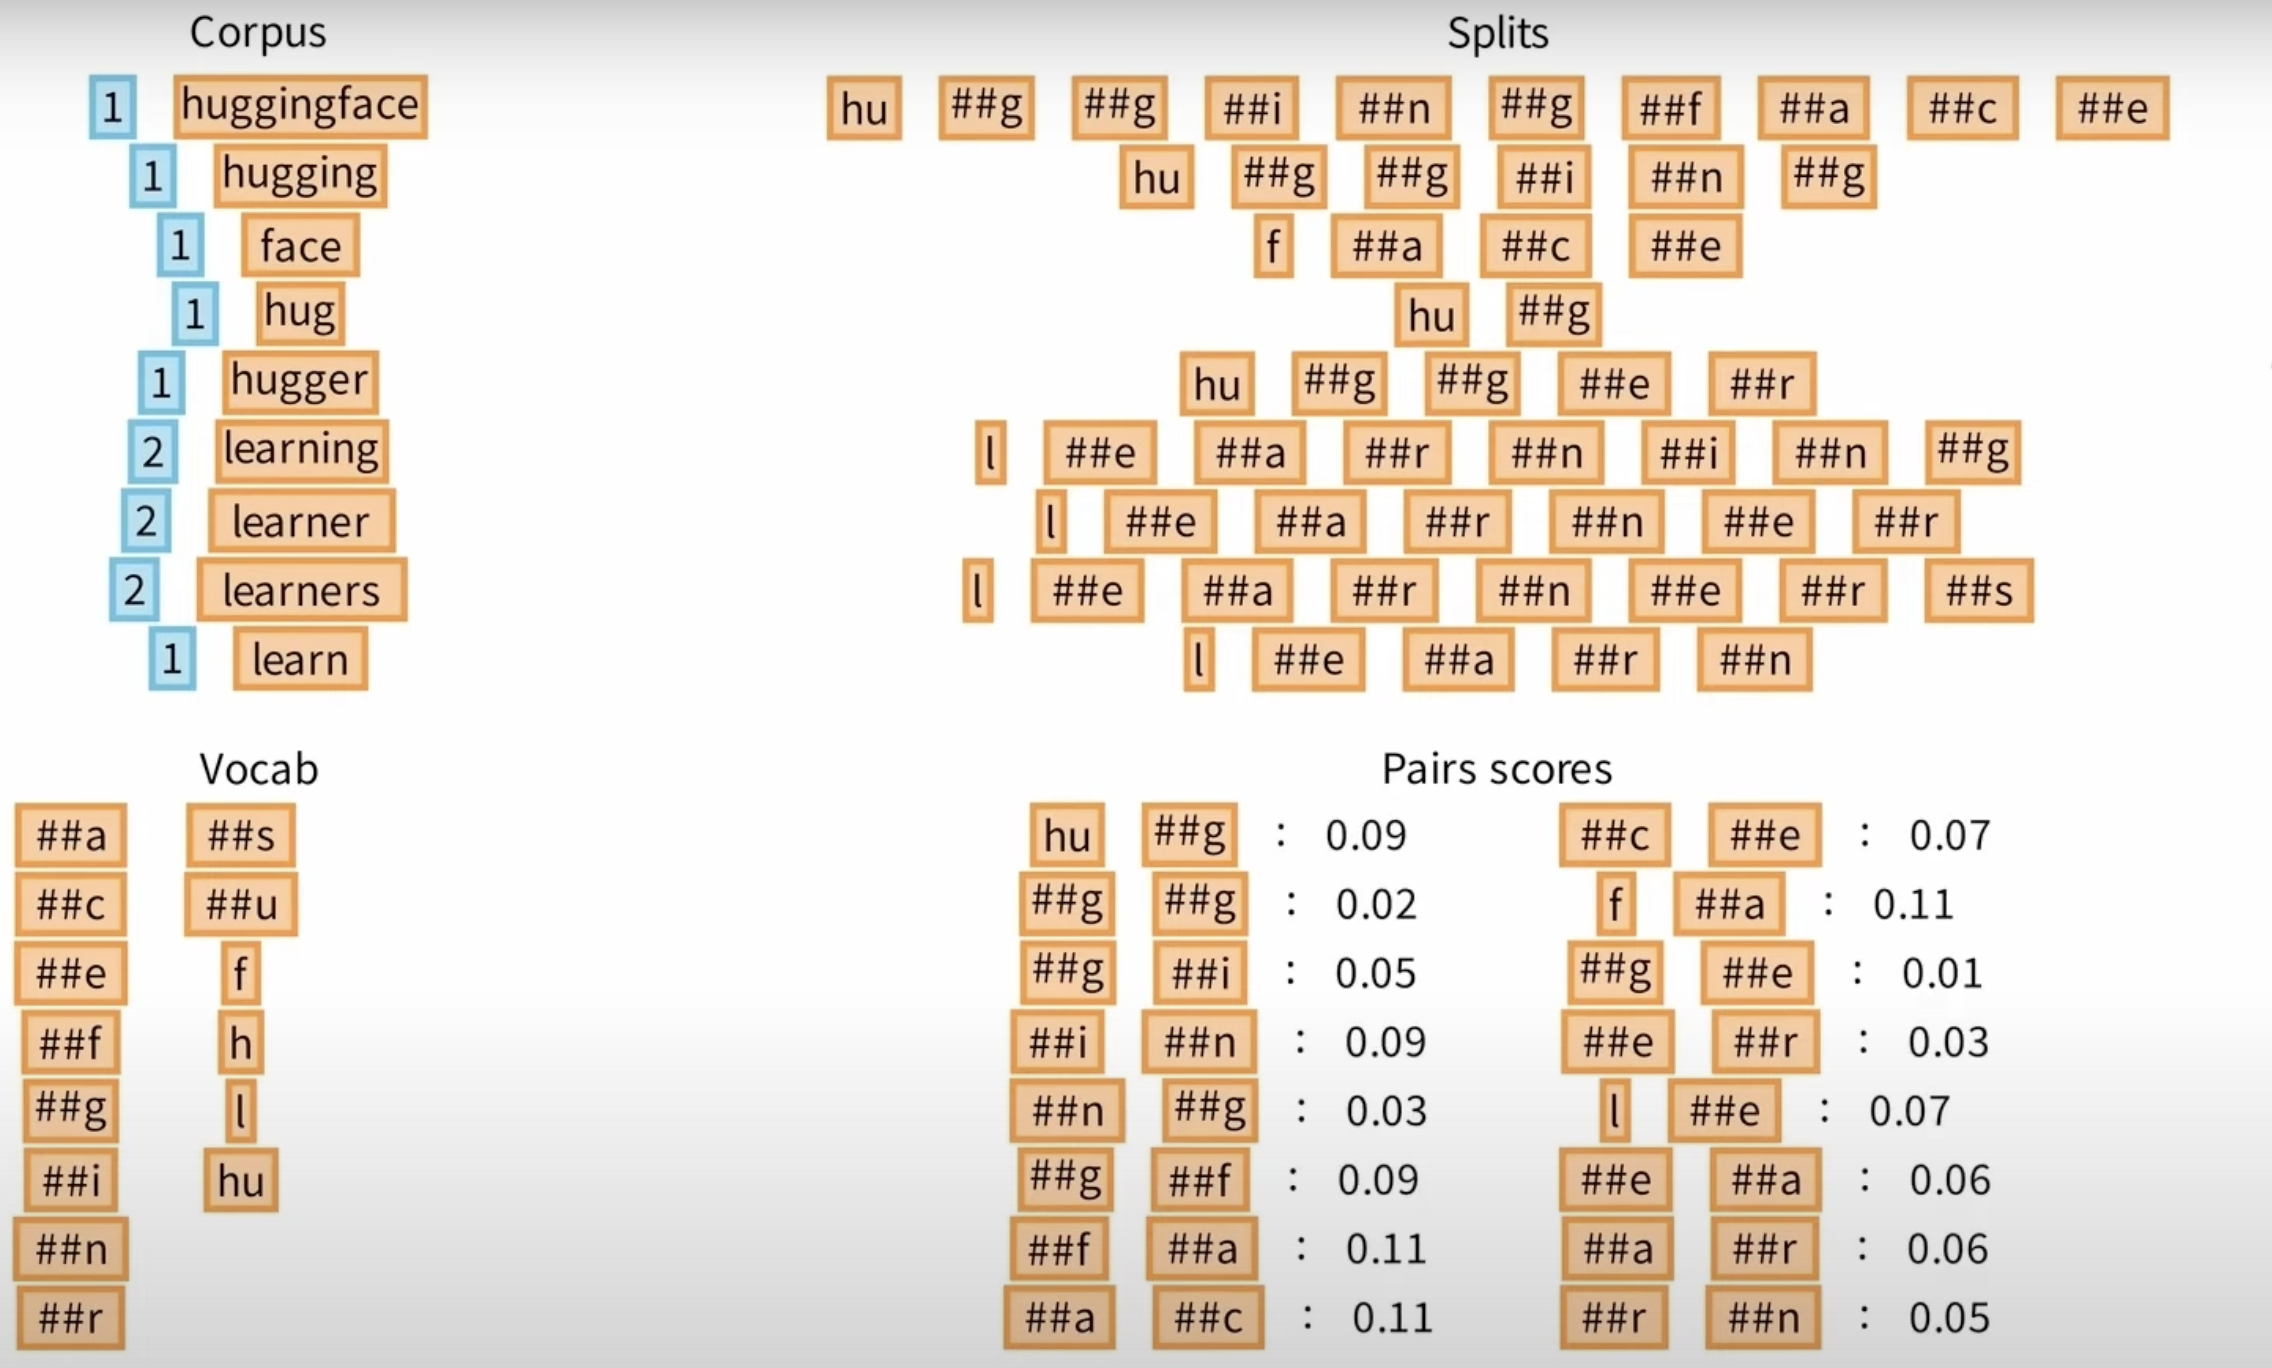 Corpus
1 huggingface
1 hugging
1 face
1 hug
1 hugger
2 learning
2 learner
2 learners
1 learn
Splits
hu ##g ##g ##i ##n ##g ##f ##a ##c ##e
hu ##g ##g ##i ##n ##g
f ##a ##c ##e
hu ##g
hu ##g ##g ##e ##r
l ##e ##a ##r ##n ##i ##n ##g
l ##e ##a ##r ##n ##e ##r
l ##e ##a ##r ##n ##e ##r ##s
l ##e ##a ##r ##n
Vocab
##a ##s
##c ##u
##e f
##f h
##g l
##i hu
##n
##r
Pairs scores
hu ##g : 0.09 ##c ##e : 0.07
##g ##g : 0.02 f ##a : 0.11
##g ##i : 0.05 ##g ##e : 0.01
##i ##n : 0.09 ##e ##r : 0.03
##n ##g : 0.03 l ##e : 0.07
##g ##f : 0.09 ##e ##a : 0.06
##f ##a : 0.11 ##a ##r : 0.06
##a ##c : 0.11 ##r ##n : 0.05